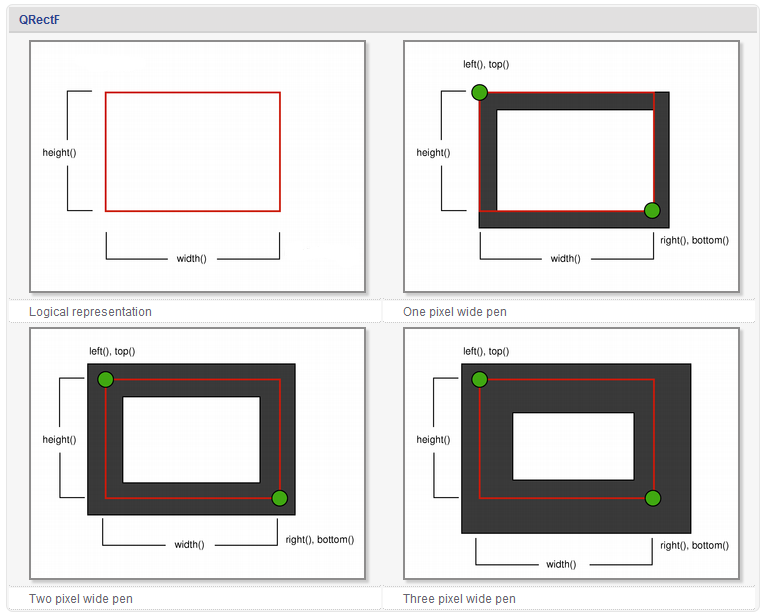 QRectF
height()
width()
Logical representation
left(), top()
height()
width()
right(), bottom()
One pixel wide pen
left(), top()
height()
width()
right(), bottom()
Two pixel wide pen
left(), top()
height()
width()
right(), bottom()
Three pixel wide pen